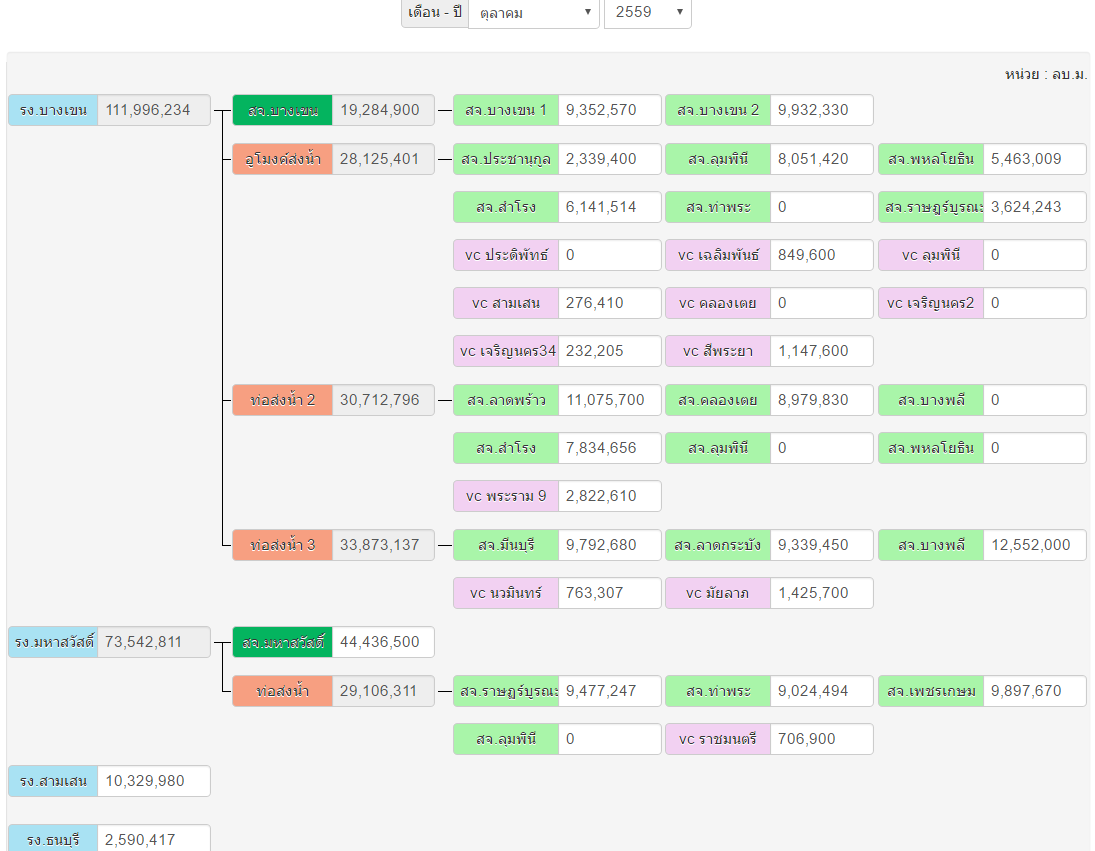 เดือน - ปี ตุลาคม 2559
หน่วย : ลบ.ม.
รง.บางเขน 111,996,234 สจ.บางเขน 19,284,900 สจ.บางเขน 1 9,352,570 สจ.บางเขน 2 9,932,330
อุโมงค์ส่งน้ำ 28,125,401 สจ.ประชานุกูล 2,339,400 สจ.ลุมพินี 8,051,420 สจ.พหลโยธิน 5,463,009
สจ.สำโรง 6,141,514 สจ.ท่าพระ 0 สจ.ราษฎร์บูรณะ 3,624,243
vc ประดิพัทธ์ 0 vc เฉลิมพันธ์ 849,600 vc ลุมพินี 0
vc สามเสน 276,410 vc คลองเตย 0 vc เจริญนคร2 0
vc เจริญนคร34 232,205 vc สี่พระยา 1,147,600
ท่อส่งน้ำ 2 30,712,796 สจ.ลาดพร้าว 11,075,700 สจ.คลองเตย 8,979,830 สจ.บางพลี 0
สจ.สำโรง 7,834,656 สจ.ลุมพินี 0 สจ.พหลโยธิน 0
vc พระราม 9 2,822,610
ท่อส่งน้ำ 3 33,873,137 สจ.มีนบุรี 9,792,680 สจ.ลาดกระบัง 9,339,450 สจ.บางพลี 12,552,000
vc นวมินทร์ 763,307 vc มัยลาภ 1,425,700
รง.มหาสวัสดิ์ 73,542,811 สจ.มหาสวัสดิ์ 44,436,500
ท่อส่งน้ำ 29,106,311 สจ.ราษฎร์บูรณะ 9,477,247 สจ.ท่าพระ 9,024,494 สจ.เพชรเกษม 9,897,670
สจ.ลุมพินี 0 vc ราชมนตรี 706,900
รง.สามเสน 10,329,980
รง.ธนบุรี 2,590,417